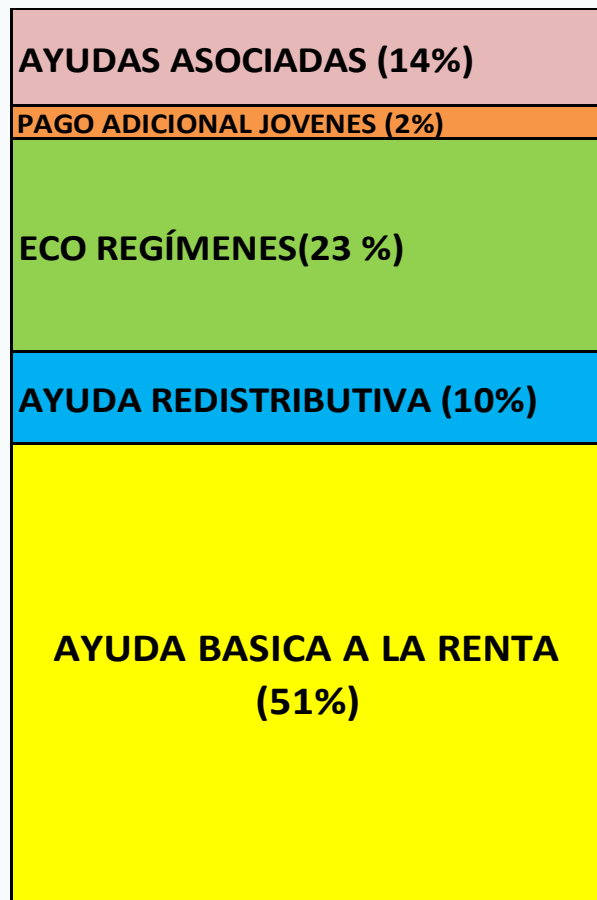 AYUDAS ASOCIADAS (14%)
PAGO ADICIONAL JOVENES (2%)
ECO REGÍMENES(23 %)
AYUDA REDISTRIBUTIVA (10%)
AYUDA BASICA A LA RENTA
(51%)